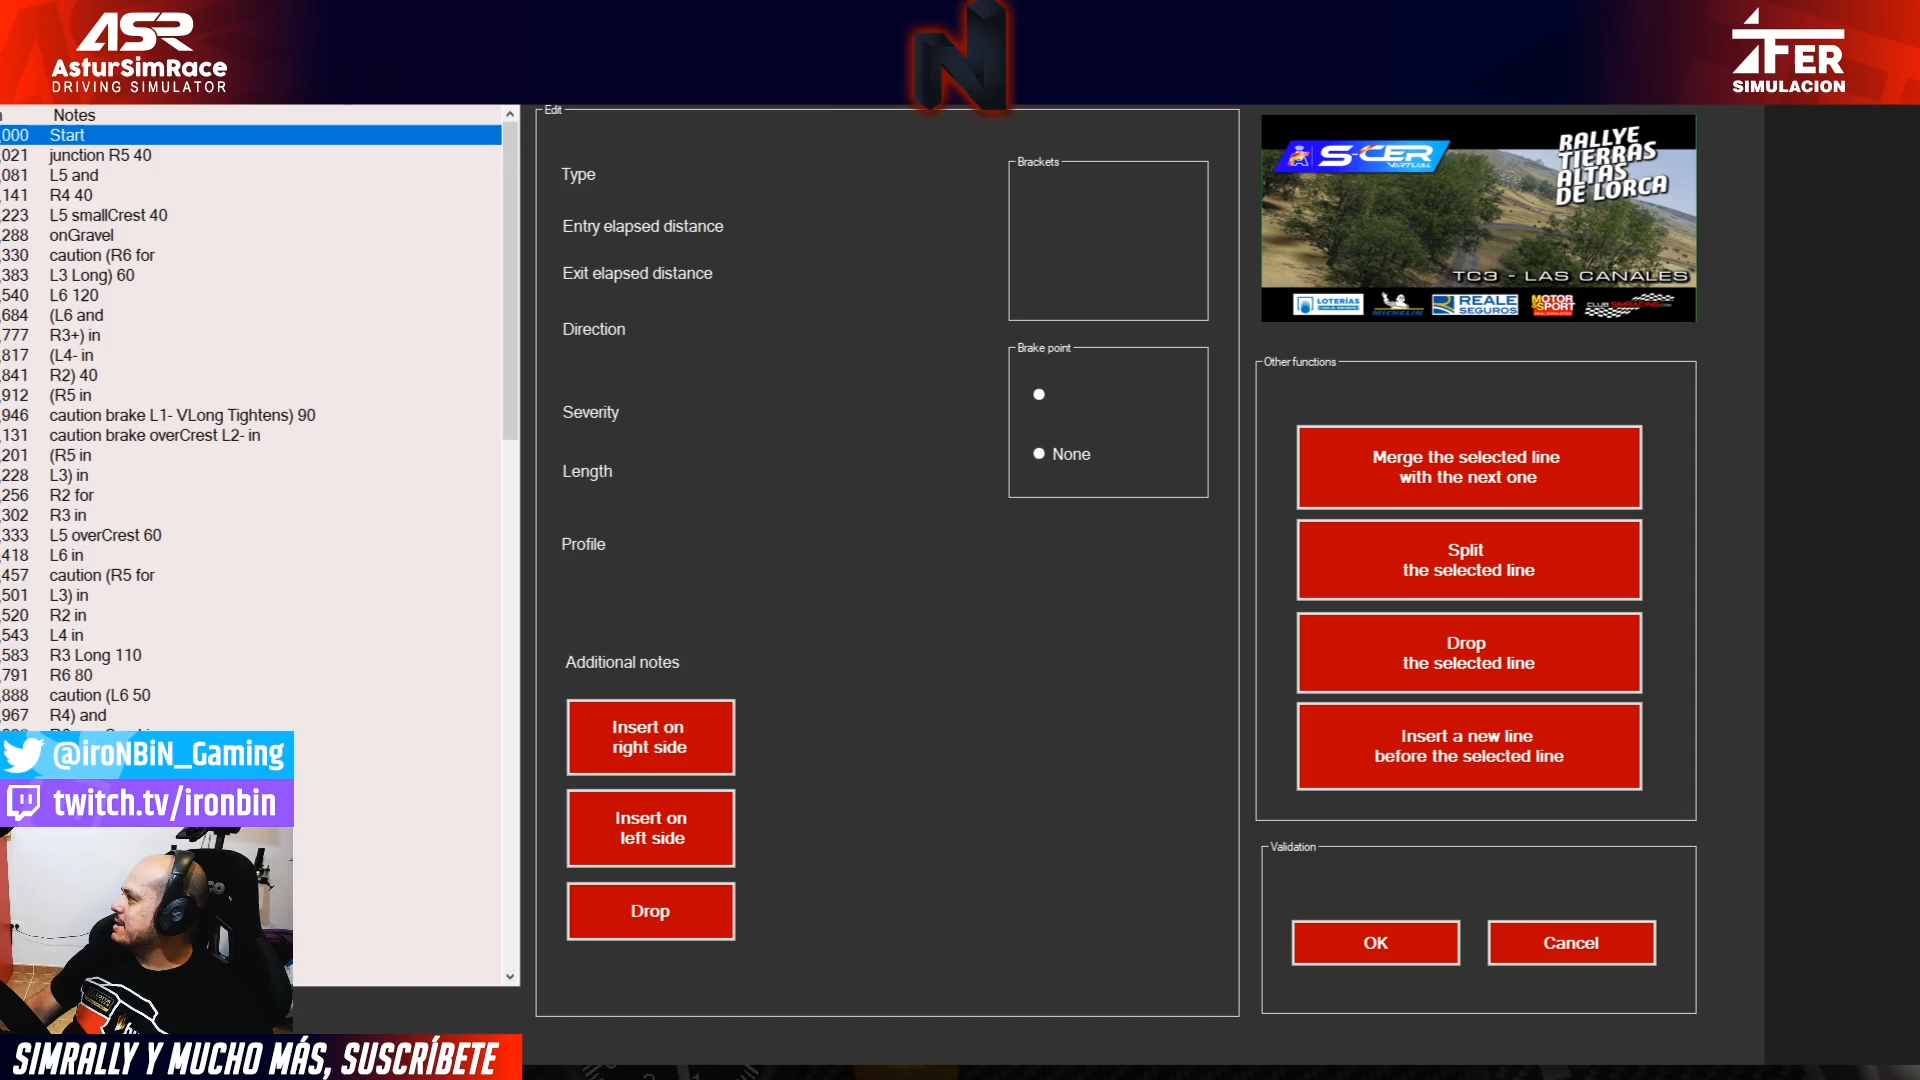 ASR
AsturSimRace
DRIVING SIMULATOR
N
FER
SIMULACION
Notes
,000 Start
,021 junction R5 40
,081 L5 and
,141 R4 40
,223 L5 smallCrest 40
,288 onGravel
,330 caution (R6 for
,383 L3 Long) 60
,540 L6 120
,684 (L6 and
,777 R3+) in
,817 (L4- in
,841 R2) 40
,912 (R5 in
,946 caution brake L1- VLong Tightens) 90
,131 caution brake overCrest L2- in
,201 (R5 in
,228 L3) in
,256 R2 for
,302 R3 in
,333 L5 overCrest 60
,418 L6 in
,457 caution (R5 for
,501 L3) in
,520 R2 in
,543 L4 in
,583 R3 Long 110
,791 R6 80
,888 caution (L6 50
,967 R4) and
@iroNBiN_Gaming
twitch.tv/ironbin
SIMRALLY Y MUCHO MÁS, SUSCRÍBETE
Edit
Type
Entry elapsed distance
Exit elapsed distance
Direction
Severity
Length
Profile
Additional notes
Insert on
right side
Insert on
left side
Drop
Brackets
Brake point
None
S-CER
VIRTUAL
RALLYE
TIERRAS
ALTAS
DE LORCA
TC3 - LAS CANALES
LOTERÍAS
MICHELIN
REALE
SEGUROS
MOTOR
SPORT
CLUB SIMRACING.COM
Other functions
Merge the selected line
with the next one
Split
the selected line
Drop
the selected line
Insert a new line
before the selected line
Validation
OK
Cancel